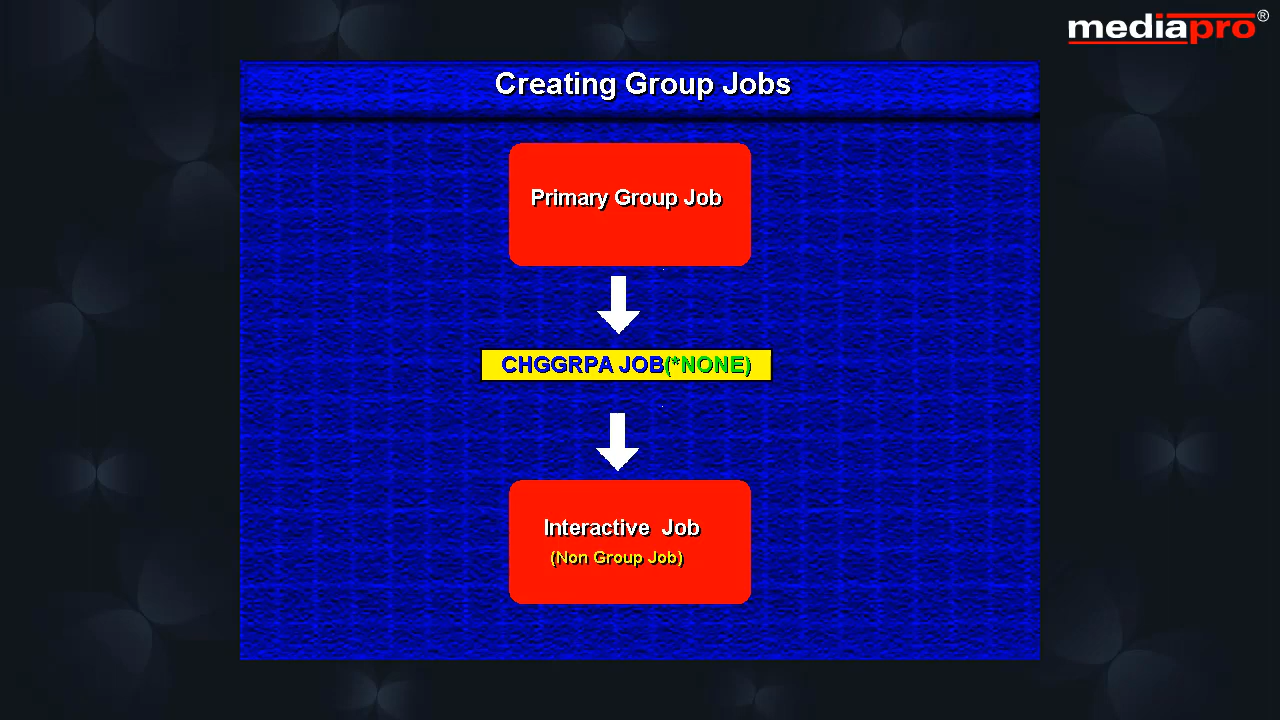 mediapro®
Creating Group Jobs
Primary Group Job
CHGGRPA JOB(*NONE)
Interactive Job
(Non Group Job)